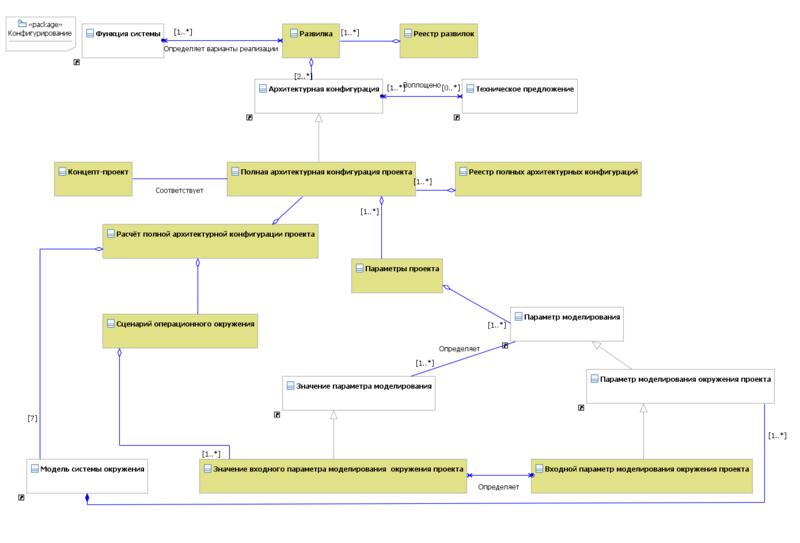 «package»
Конфигурирование
Функция системы
[1..*]
Определяет варианты реализации
Развилка
[1..*]
Реестр развилок
[2..*]
Архитектурная конфигурация
[1..*]
Воплощено
[0..*]
Техническое предложение
Концепт-проект
Соответствует
Полная архитектурная конфигурация проекта
[1..*]
Реестр полных архитектурных конфигураций
[1..*]
Расчёт полной архитектурной конфигурации проекта
Параметры проекта
Сценарий операционного окружения
[1..*]
Параметр моделирования
Определяет
[1..*]
Значение параметра моделирования
Параметр моделирования окружения проекта
[7]
[1..*]
[1..*]
Модель системы окружения
Значение входного параметра моделирования окружения проекта
Определяет
Входной параметр моделирования окружения проекта